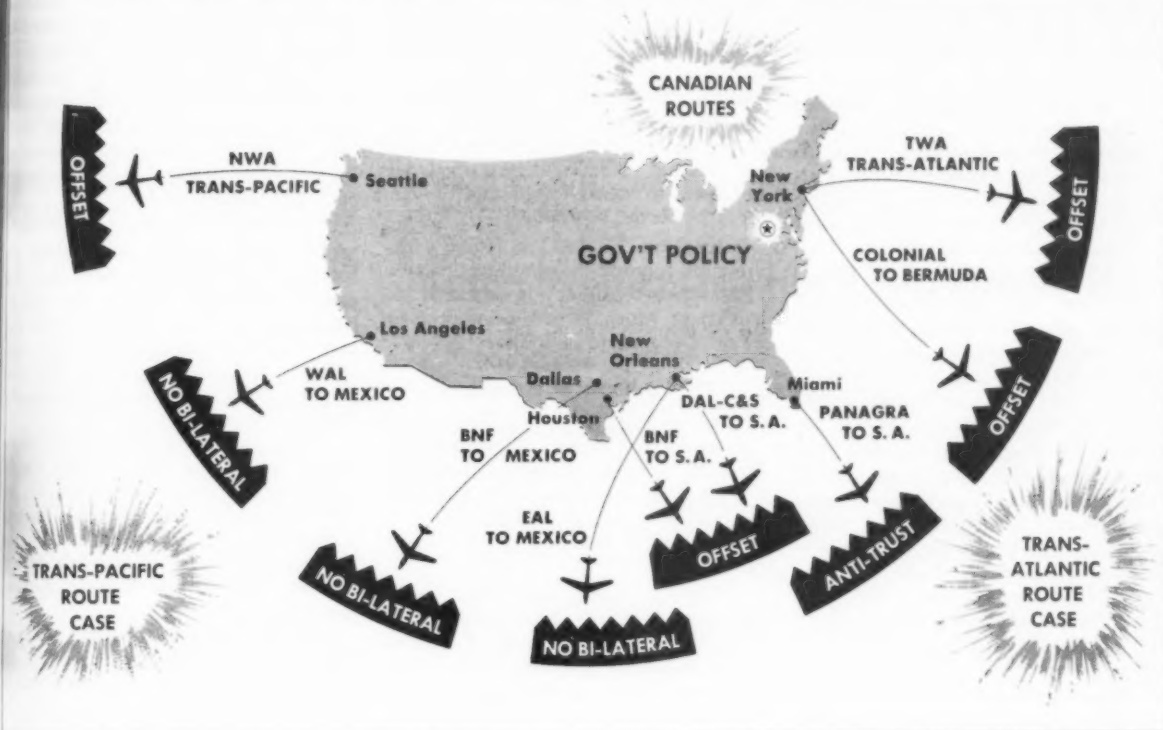 CANADIAN
ROUTES
NWA
TRANS-PACIFIC
OFFSET
Seattle
New
York
TWA
TRANS-ATLANTIC
OFFSET
GOV'T POLICY
COLONIAL
TO BERMUDA
OFFSET
Los Angeles
WAL
TO MEXICO
NO BI-LATERAL
New
Orleans
Dallas
Houston
Miami
BNF
TO MEXICO
NO BI-LATERAL
EAL
TO MEXICO
NO BI-LATERAL
BNF
TO S.A.
DAL-C&S
TO S.A.
OFFSET
PANAGRA
TO S.A.
ANTI-TRUST
TRANS-PACIFIC
ROUTE
CASE
TRANS-
ATLANTIC
ROUTE
CASE